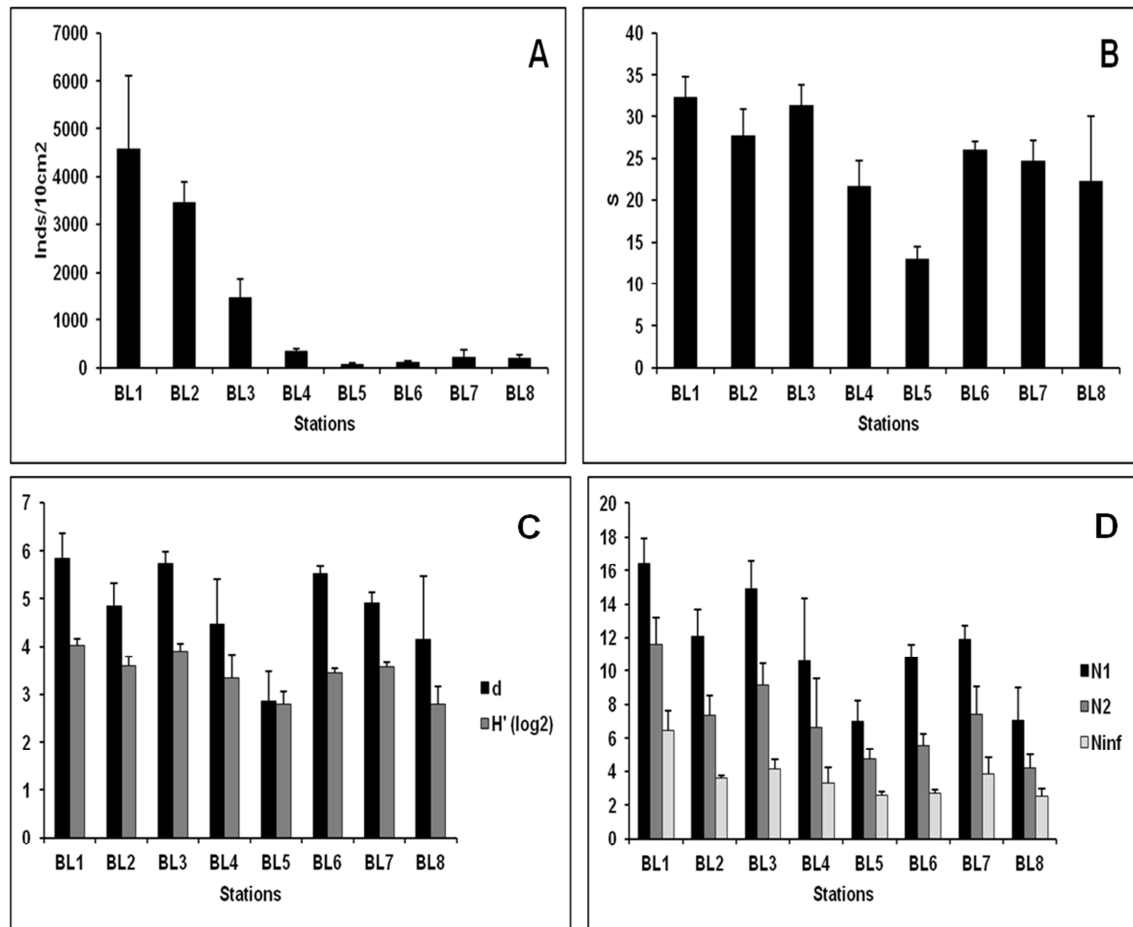 A
7000
6000
5000
4000
3000
2000
1000
0
Inds/10cm2
BL1 BL2 BL3 BL4 BL5 BL6 BL7 BL8
Stations
B
40
35
30
25
20
15
10
5
0
S
BL1 BL2 BL3 BL4 BL5 BL6 BL7 BL8
Stations
C
7
6
5
4
3
2
1
0
d
H' (log2)
BL1 BL2 BL3 BL4 BL5 BL6 BL7 BL8
Stations
D
20
18
16
14
12
10
8
6
4
2
0
N1
N2
Ninf
BL1 BL2 BL3 BL4 BL5 BL6 BL7 BL8
Stations